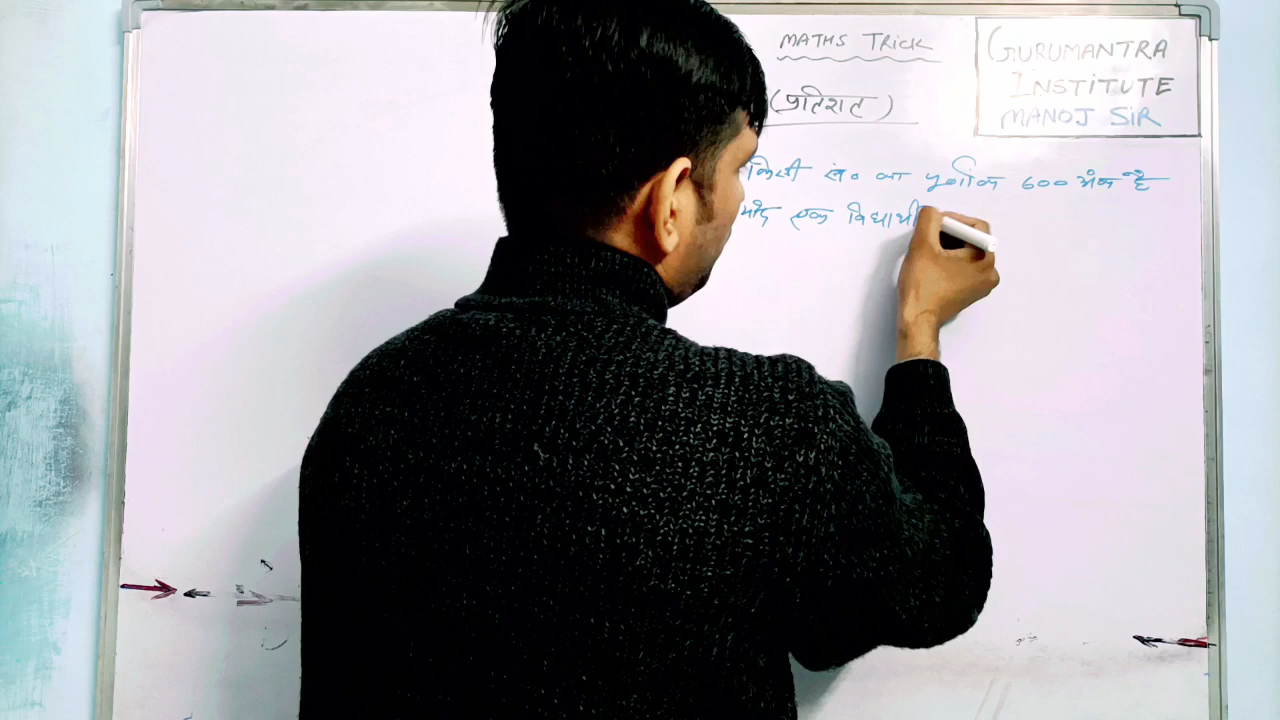 MATHS TRICK
(प्रतिशत)
GURUMANTRA
INSTITUTE
MANOJ SIR
किसी सं० का पूर्णांक 600 अंक है
यदि एक विद्यार्थी